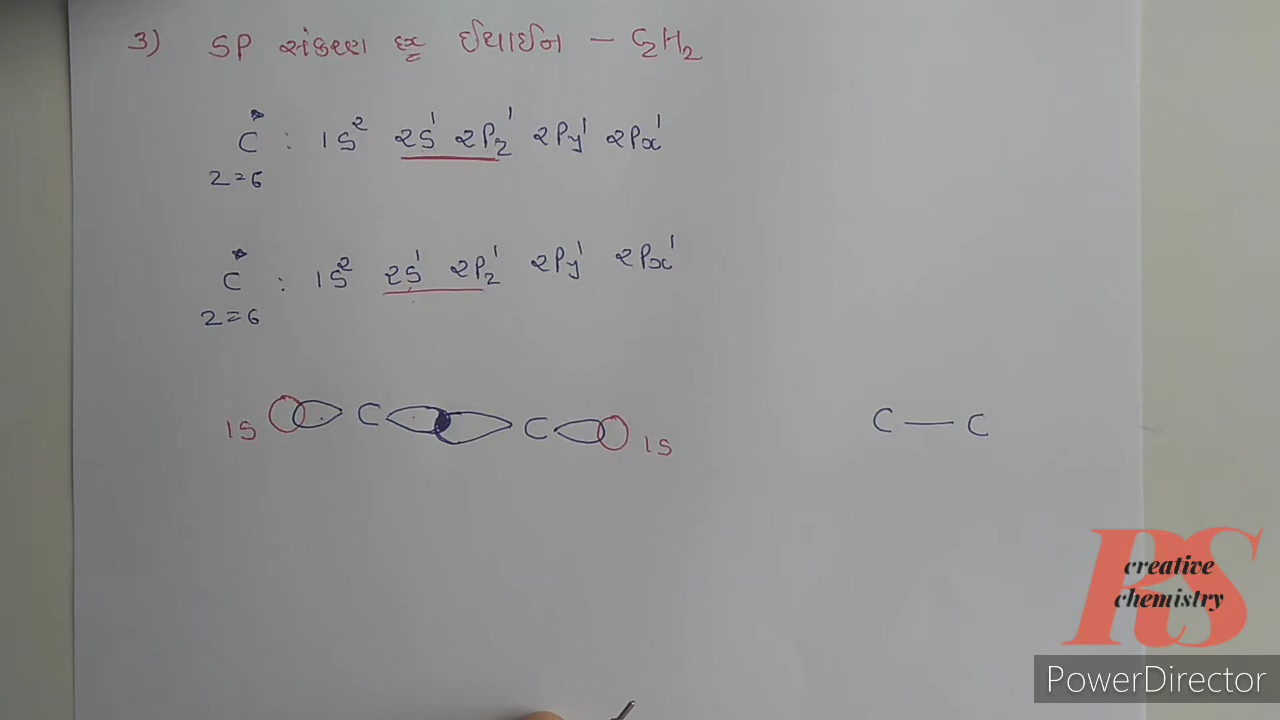 3) SP સંકરણ દા.ત. ઈથાઈન – C₂H₂
C* : 1S² 2S¹ 2Pz¹ 2Py¹ 2Px¹
Z=6
C* : 1S² 2S¹ 2Pz¹ 2Py¹ 2Px¹
Z=6
1S C C 1S C — C
RS
creative
chemistry
PowerDirector